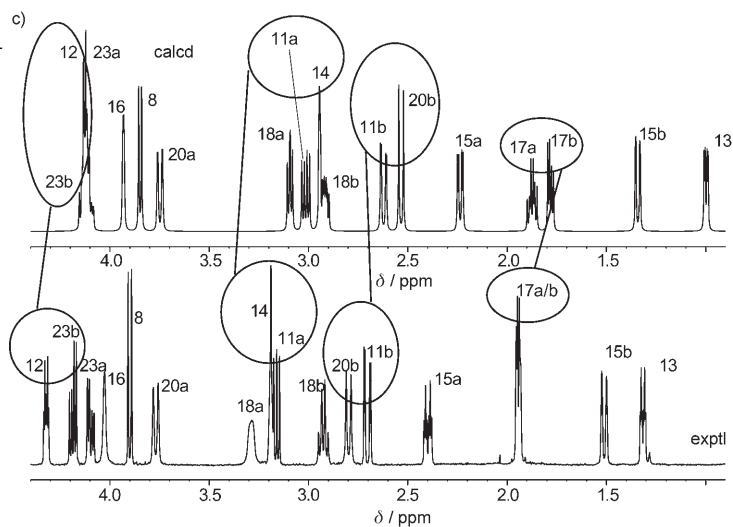 c)
12 23a calcd
16 8
20a
23b
11a
14
18a
18b
11b 20b
15a
17a 17b
15b
13
4.0 3.5 3.0 2.5 2.0 1.5
δ / ppm
12 23b 23a
16
8
20a
18a
14
11a
18b 20b 11b
15a
17a/b
15b
13
exptl
4.0 3.5 3.0 2.5 2.0 1.5
δ / ppm